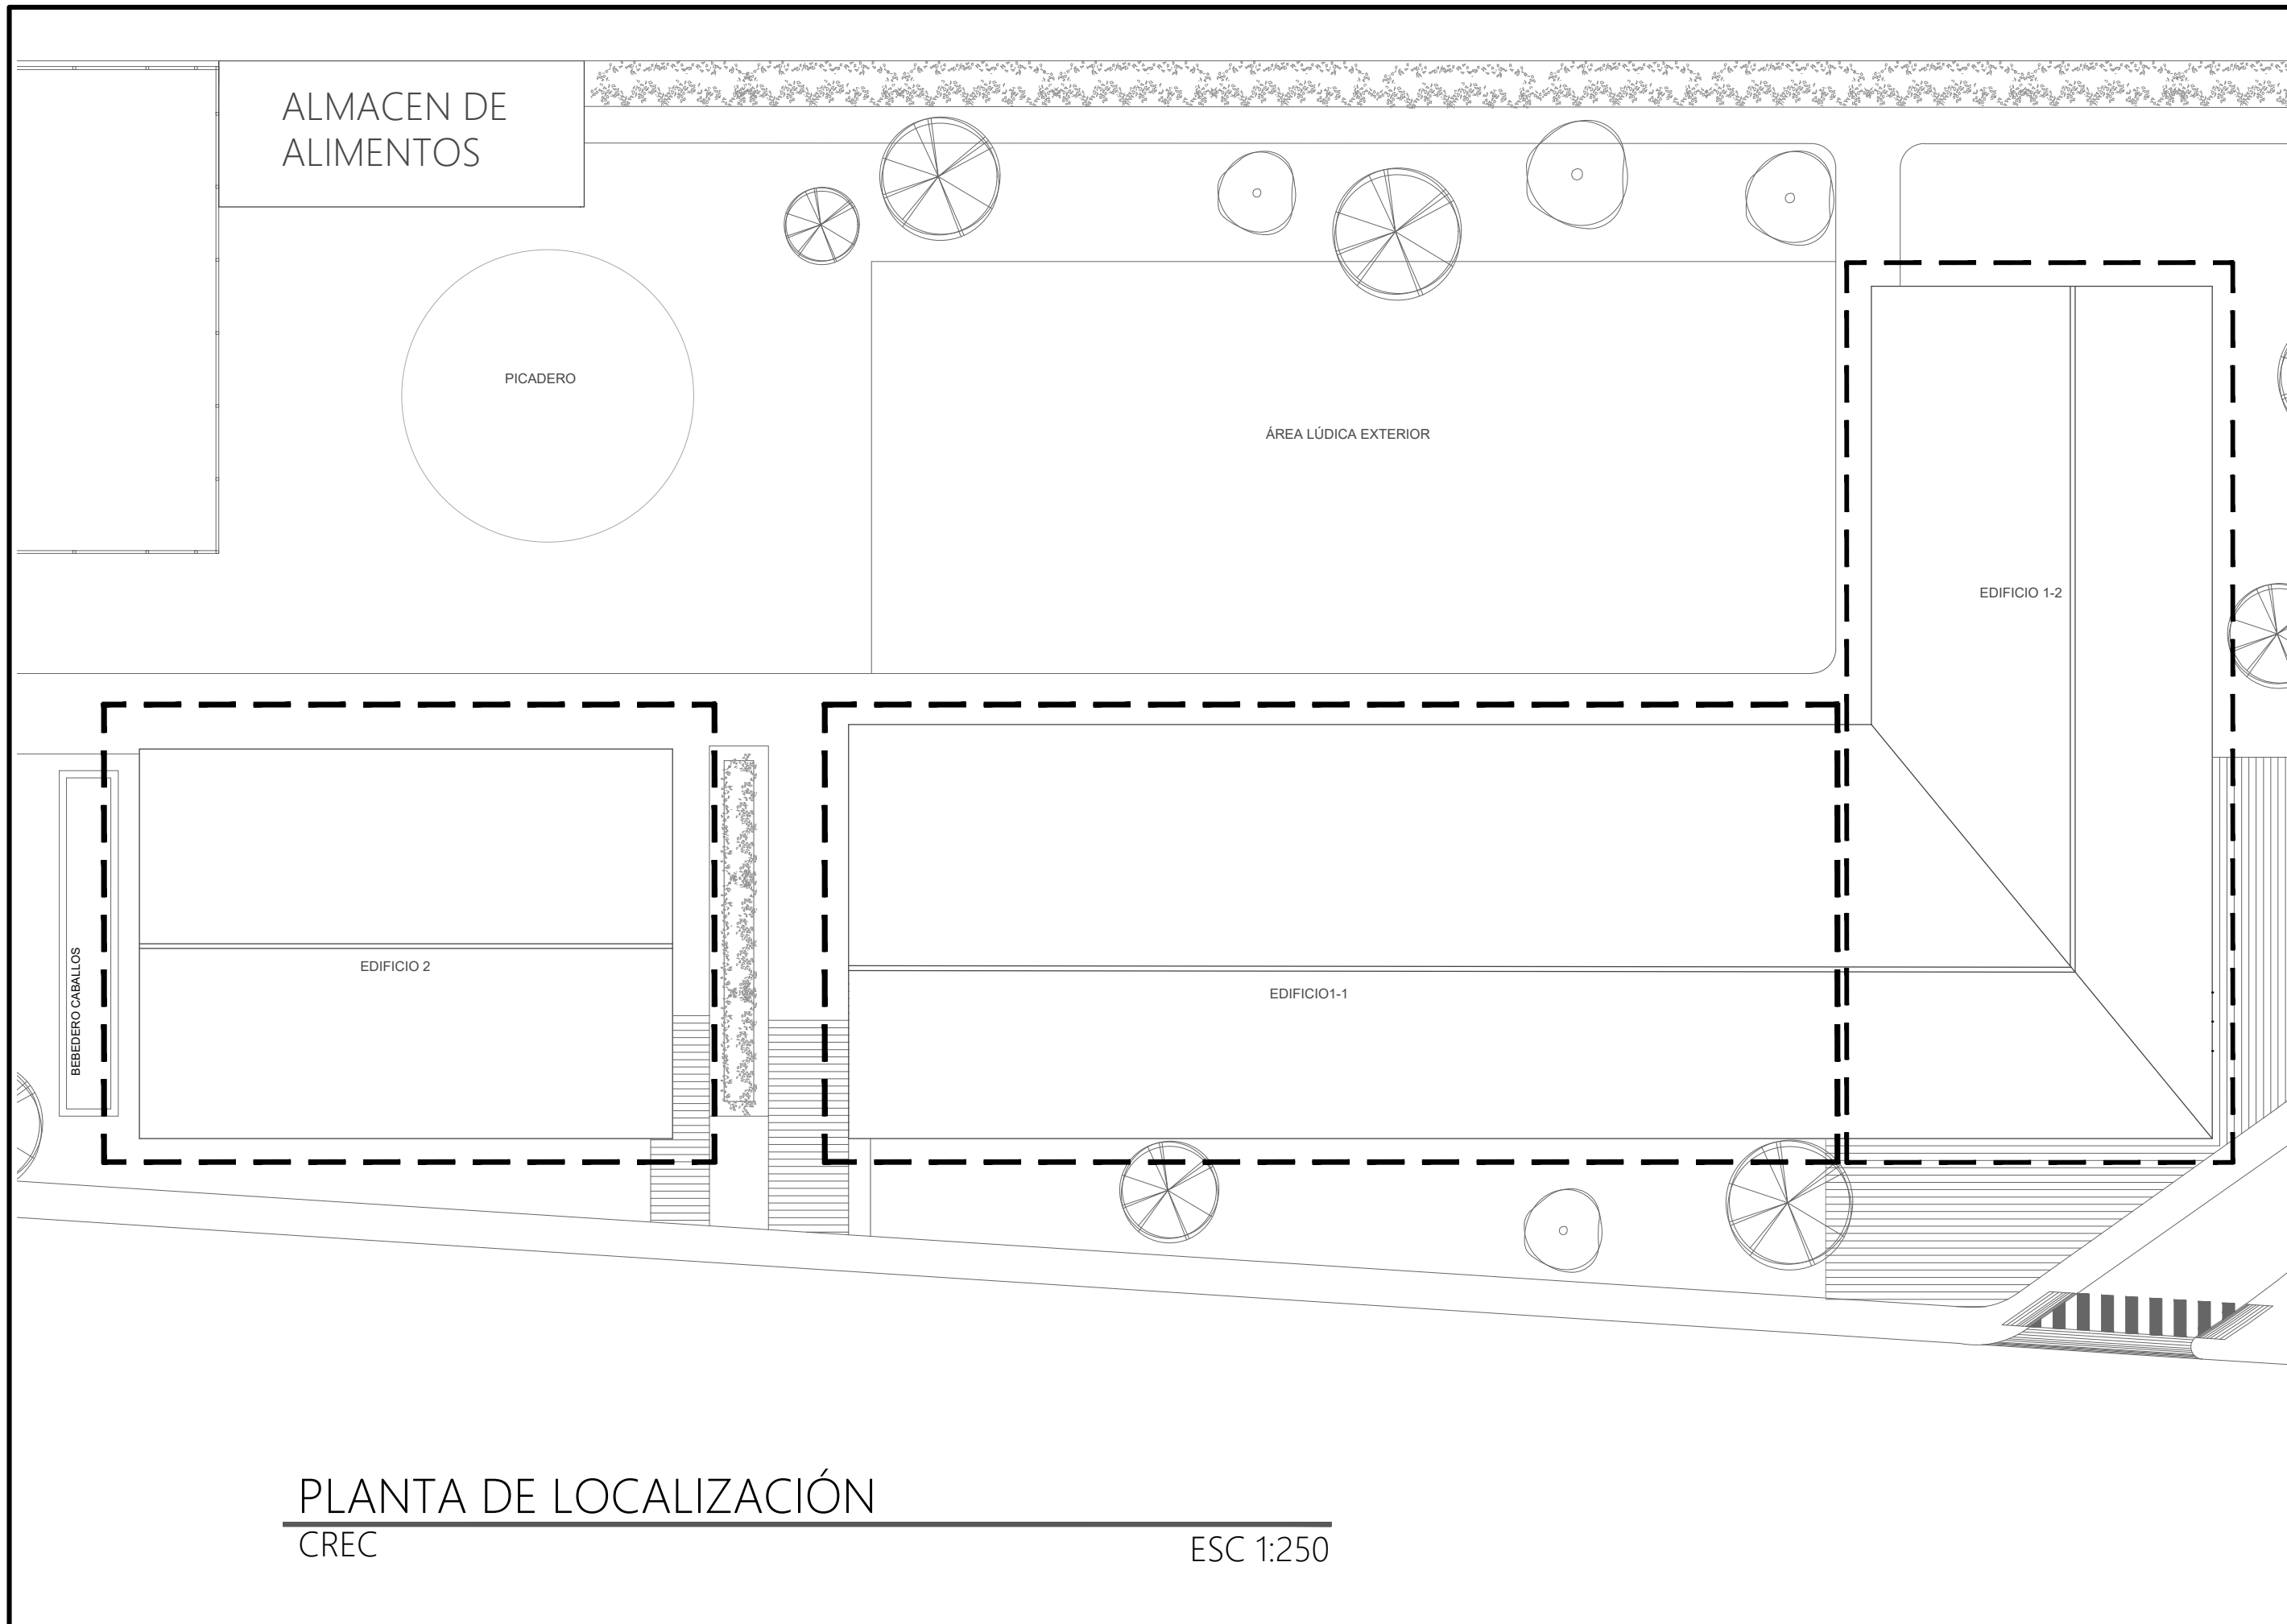 ALMACEN DE
ALIMENTOS
PICADERO
ÁREA LÚDICA EXTERIOR
EDIFICIO 1-2
BEBEDERO CABALLOS
EDIFICIO 2
EDIFICIO1-1
PLANTA DE LOCALIZACIÓN
CREC
ESC 1:250